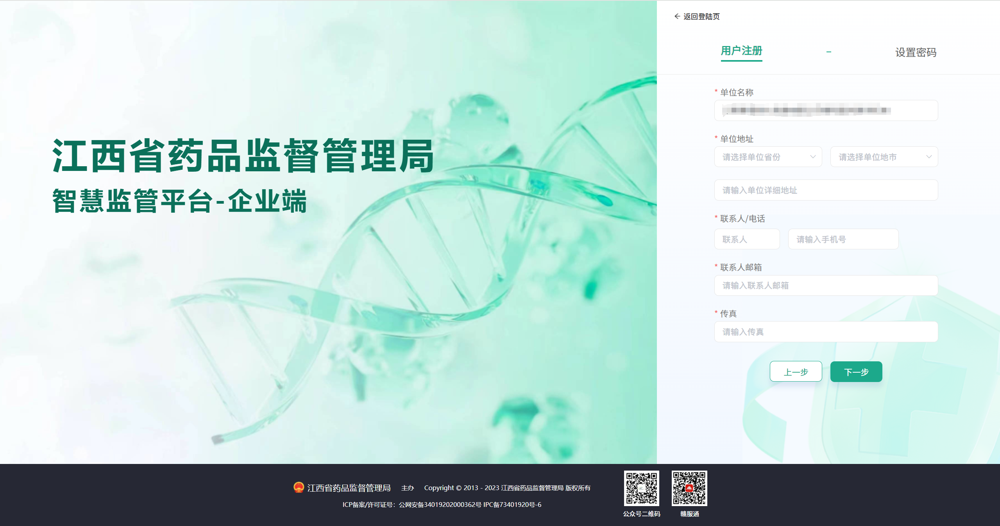 江西省药品监督管理局
智慧监管平台-企业端
返回登陆页
用户注册 - 设置密码
* 单位名称
* 单位地址
请选择单位省份 请选择单位地市
请输入单位详细地址
* 联系人/电话
联系人 请输入手机号
* 联系人邮箱
请输入联系人邮箱
* 传真
请输入传真
上一步 下一步
江西省药品监督管理局 主办 Copyright © 2013 - 2023 江西省药品监督管理局 版权所有
ICP备案/许可证号：公网安备34019202000362号 IPC备73401920号-6
公众号二维码 赣服通